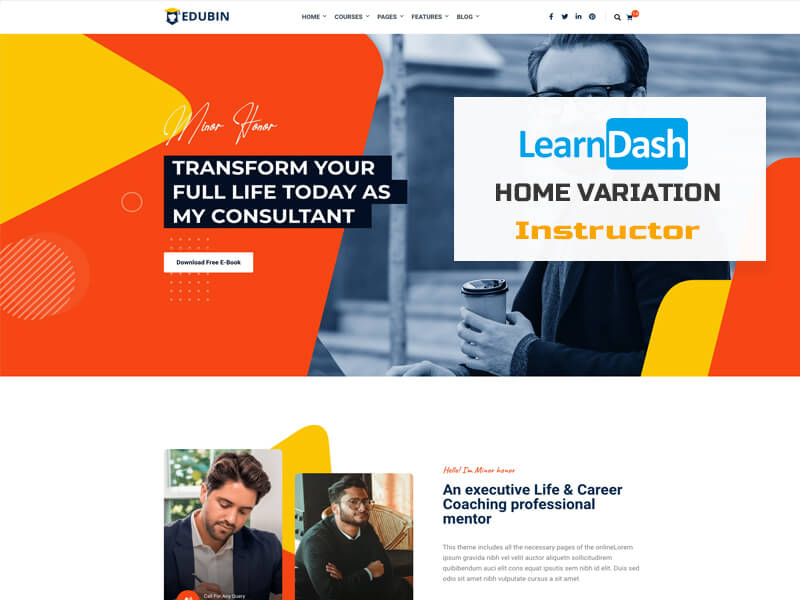 EDUBIN
HOME COURSES PAGES FEATURES BLOG
LearnDash
HOME VARIATION
Instructor
Minor Honor
TRANSFORM YOUR
FULL LIFE TODAY AS
MY CONSULTANT
Download Free E-Book
Hello! I'm Minor honor
An executive Life & Career
Coaching professional
mentor
This theme includes all the necessary pages of the onlineLorem
ipsum gravida nibh vel velit auctor aliquetn sollicitudirem
quibibendum auci elit cons equat ipsutis sem nibh id elit. Duis sed
odio sit amet nibh vulputate cursus a sit amet
Call For Any Query